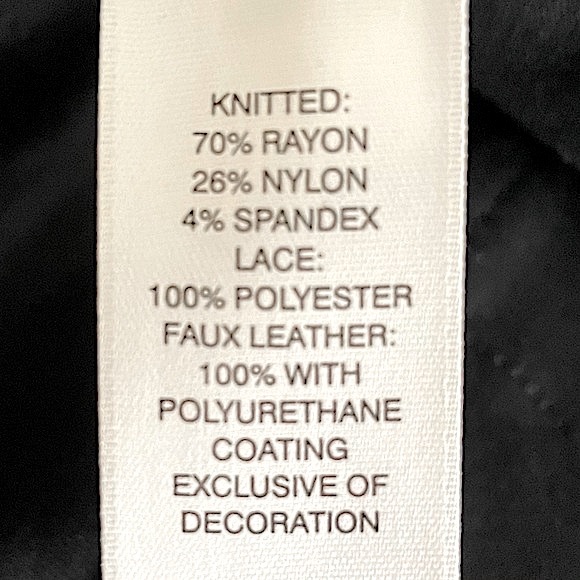 KNITTED:
70% RAYON
26% NYLON
4% SPANDEX
LACE:
100% POLYESTER
FAUX LEATHER:
100% WITH
POLYURETHANE
COATING
EXCLUSIVE OF
DECORATION